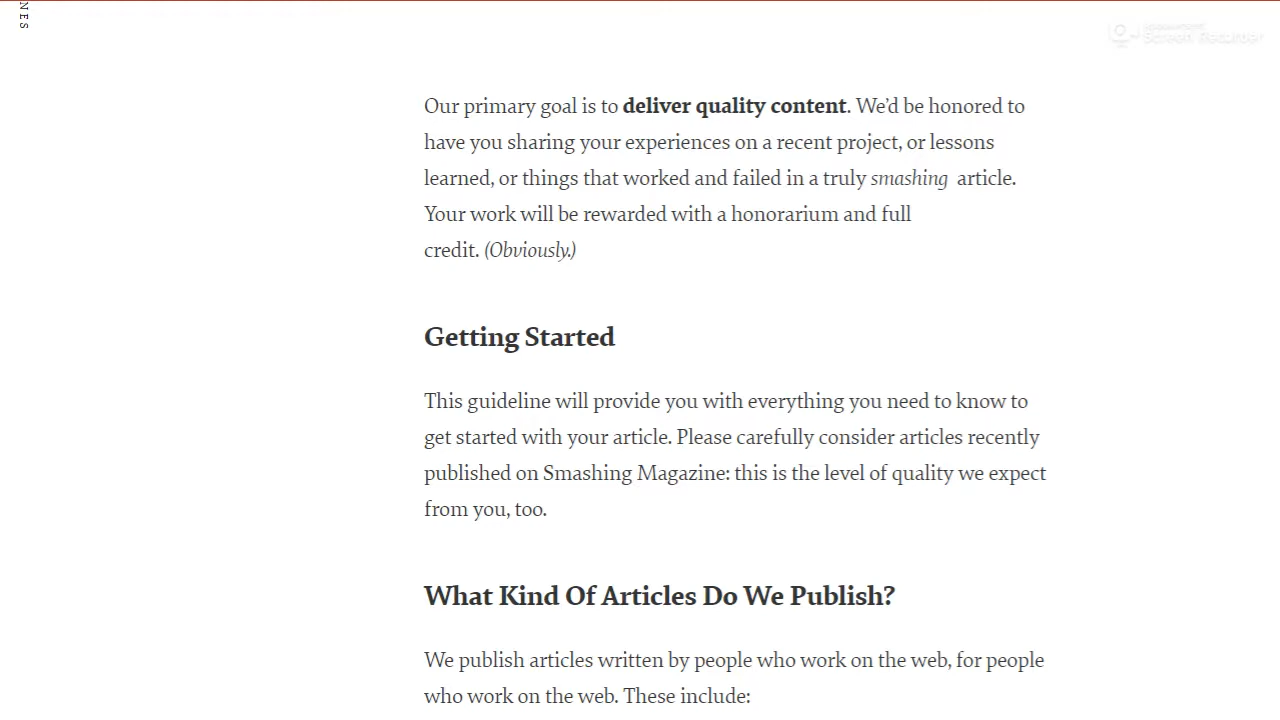 NES
Screen Recorder
Our primary goal is to deliver quality content. We’d be honored to
have you sharing your experiences on a recent project, or lessons
learned, or things that worked and failed in a truly smashing article.
Your work will be rewarded with a honorarium and full
credit. (Obviously.)
Getting Started
This guideline will provide you with everything you need to know to
get started with your article. Please carefully consider articles recently
published on Smashing Magazine: this is the level of quality we expect
from you, too.
What Kind Of Articles Do We Publish?
We publish articles written by people who work on the web, for people
who work on the web. These include: